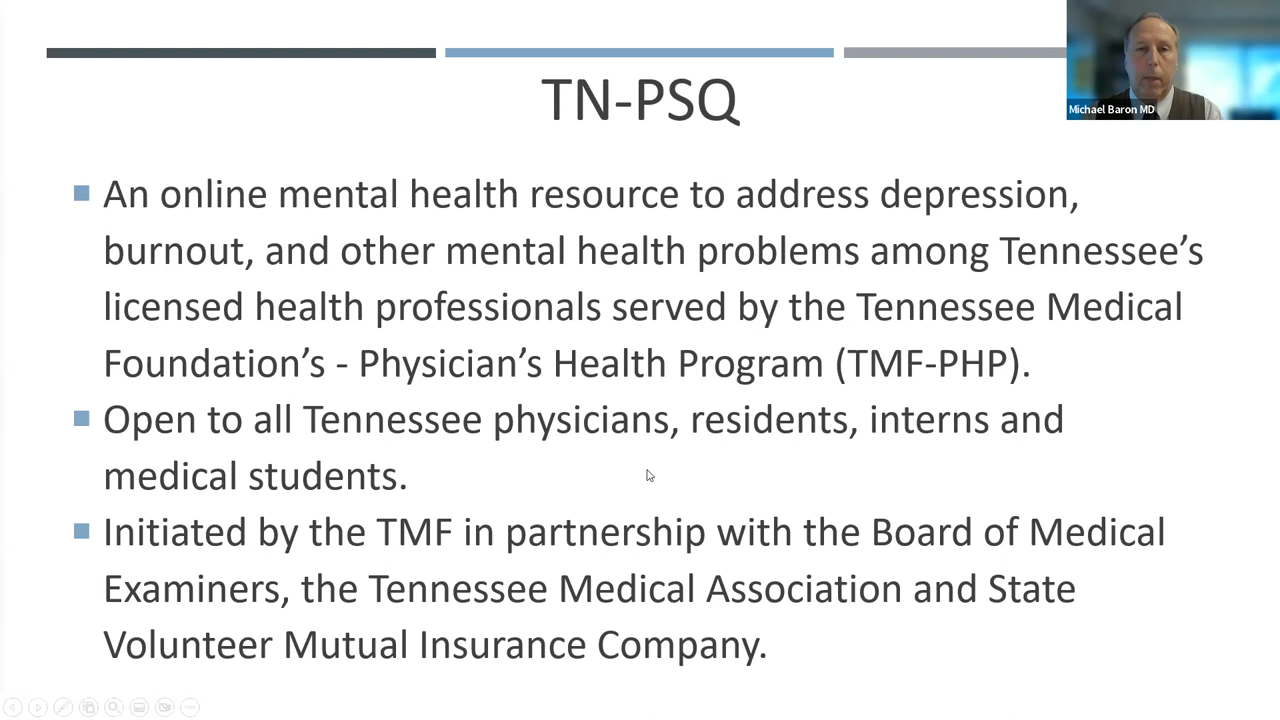 TN-PSQ
Michael Baron MD
An online mental health resource to address depression,
burnout, and other mental health problems among Tennessee’s
licensed health professionals served by the Tennessee Medical
Foundation’s - Physician’s Health Program (TMF-PHP).
Open to all Tennessee physicians, residents, interns and
medical students.
Initiated by the TMF in partnership with the Board of Medical
Examiners, the Tennessee Medical Association and State
Volunteer Mutual Insurance Company.